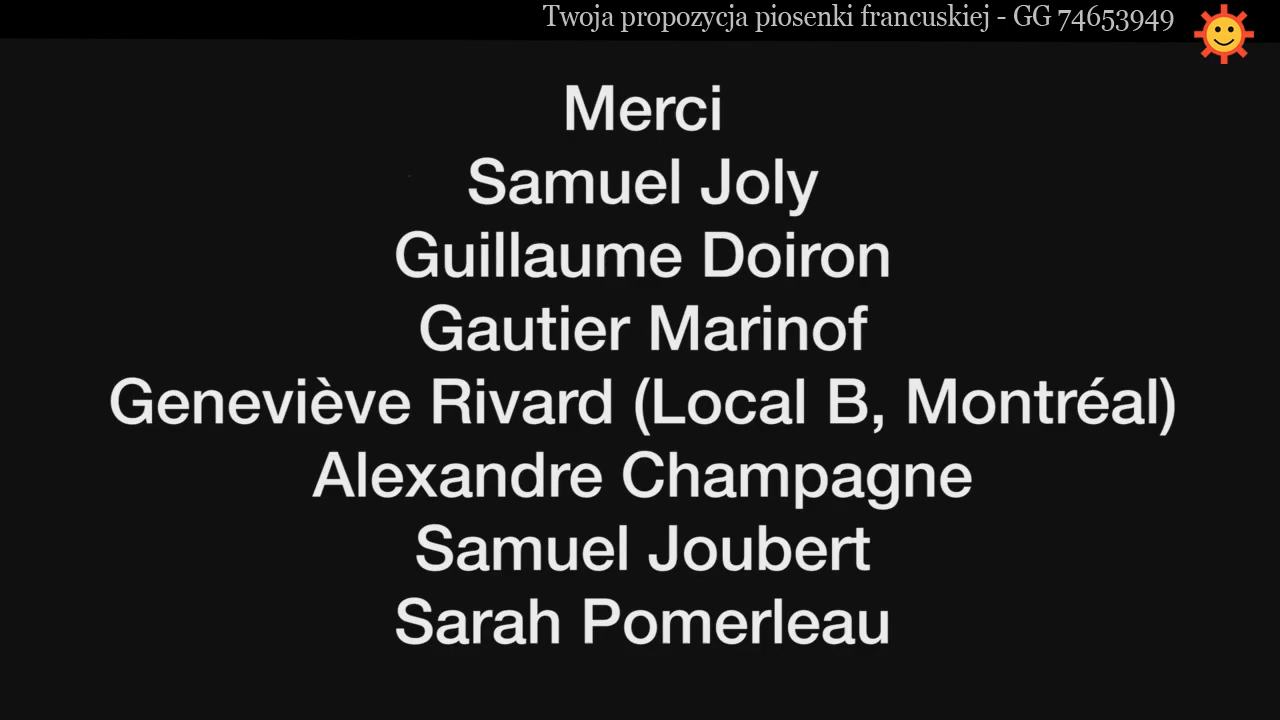 Twoja propozycja piosenki francuskiej - GG 74653949
Merci
Samuel Joly
Guillaume Doiron
Gautier Marinof
Geneviève Rivard (Local B, Montréal)
Alexandre Champagne
Samuel Joubert
Sarah Pomerleau